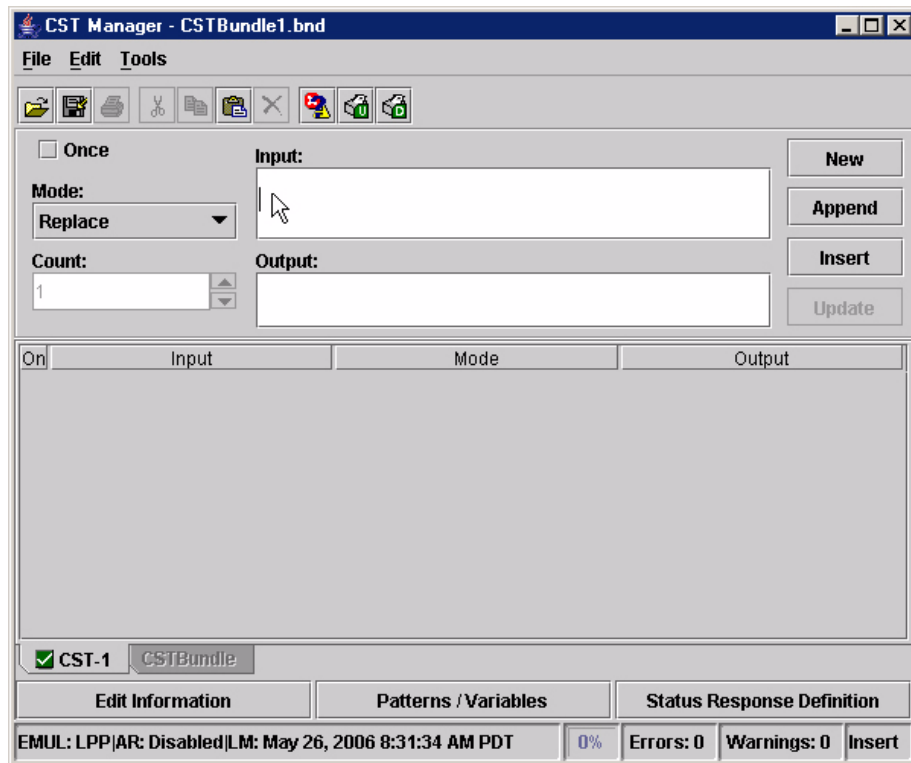 CST Manager - CSTBundle1.bnd
File Edit Tools
Once
Input:
New
Mode:
Replace
Append
Count:
Output:
Insert
1
Update
On Input Mode Output
CST-1 CSTBundle
Edit Information Patterns / Variables Status Response Definition
EMUL: LPP|AR: Disabled|LM: May 26, 2006 8:31:34 AM PDT 0% Errors: 0 Warnings: 0 Insert